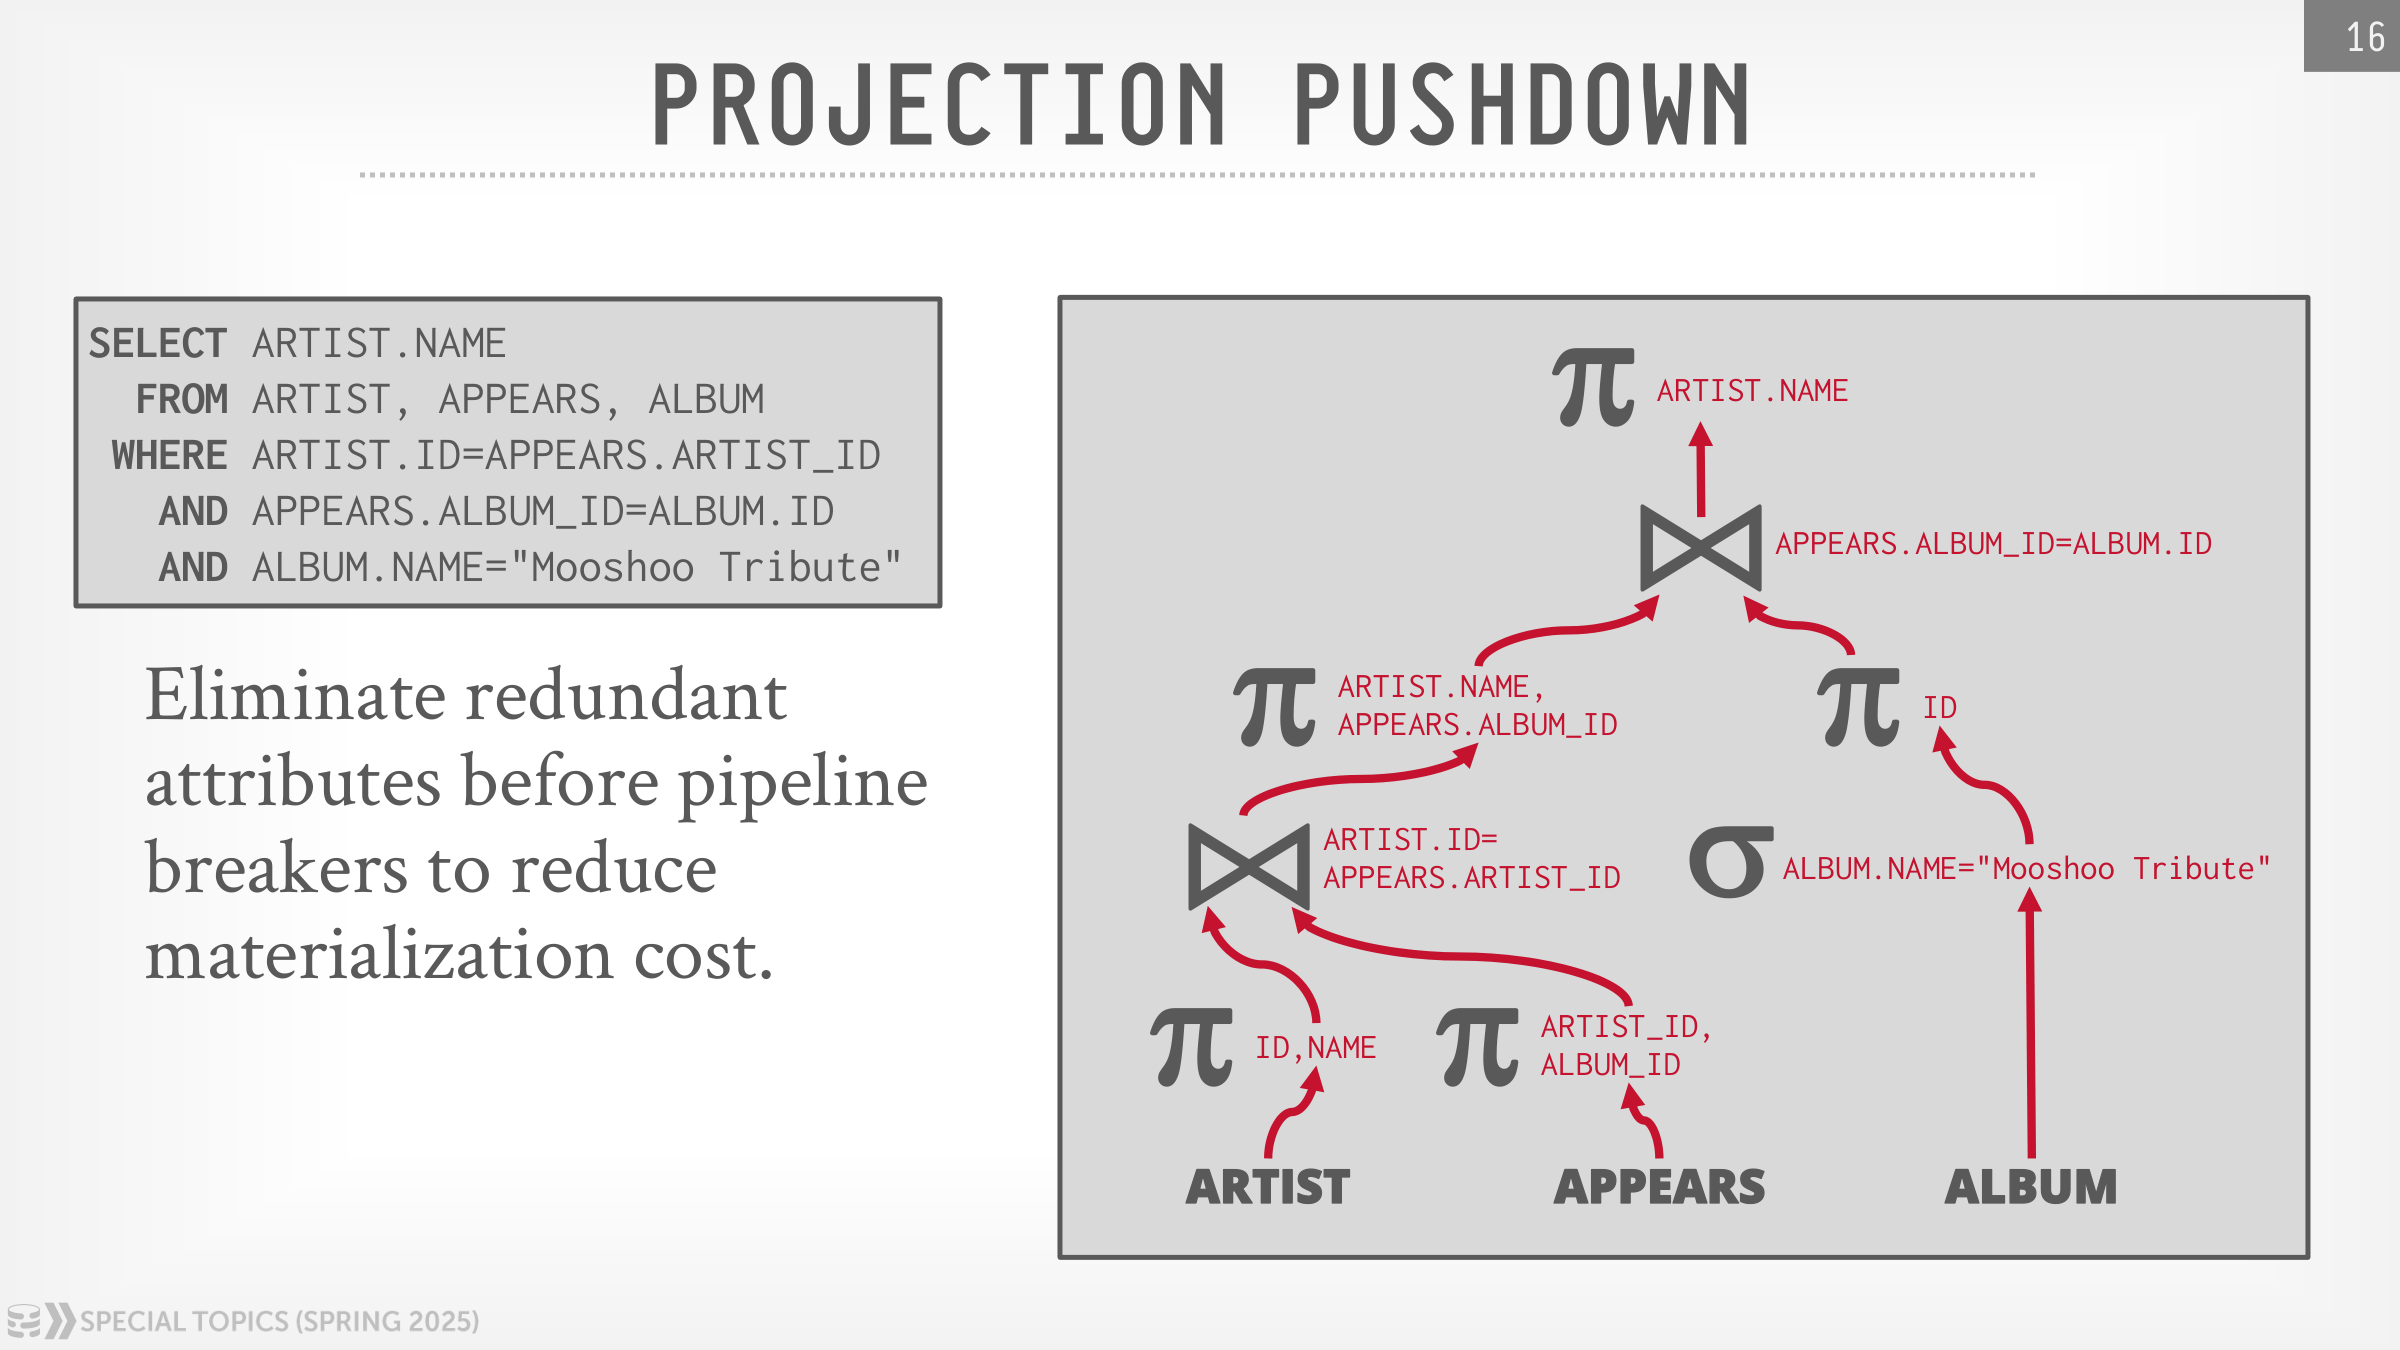 16
PROJECTION PUSHDOWN
SELECT ARTIST.NAME
FROM ARTIST, APPEARS, ALBUM
WHERE ARTIST.ID=APPEARS.ARTIST_ID
AND APPEARS.ALBUM_ID=ALBUM.ID
AND ALBUM.NAME="Mooshoo Tribute"
Eliminate redundant
attributes before pipeline
breakers to reduce
materialization cost.
π ARTIST.NAME
⋈ APPEARS.ALBUM_ID=ALBUM.ID
π ARTIST.NAME,
APPEARS.ALBUM_ID
π ID
⋈ ARTIST.ID=
APPEARS.ARTIST_ID
σ ALBUM.NAME="Mooshoo Tribute"
π ID,NAME
π ARTIST_ID,
ALBUM_ID
ARTIST
APPEARS
ALBUM
SPECIAL TOPICS (SPRING 2025)